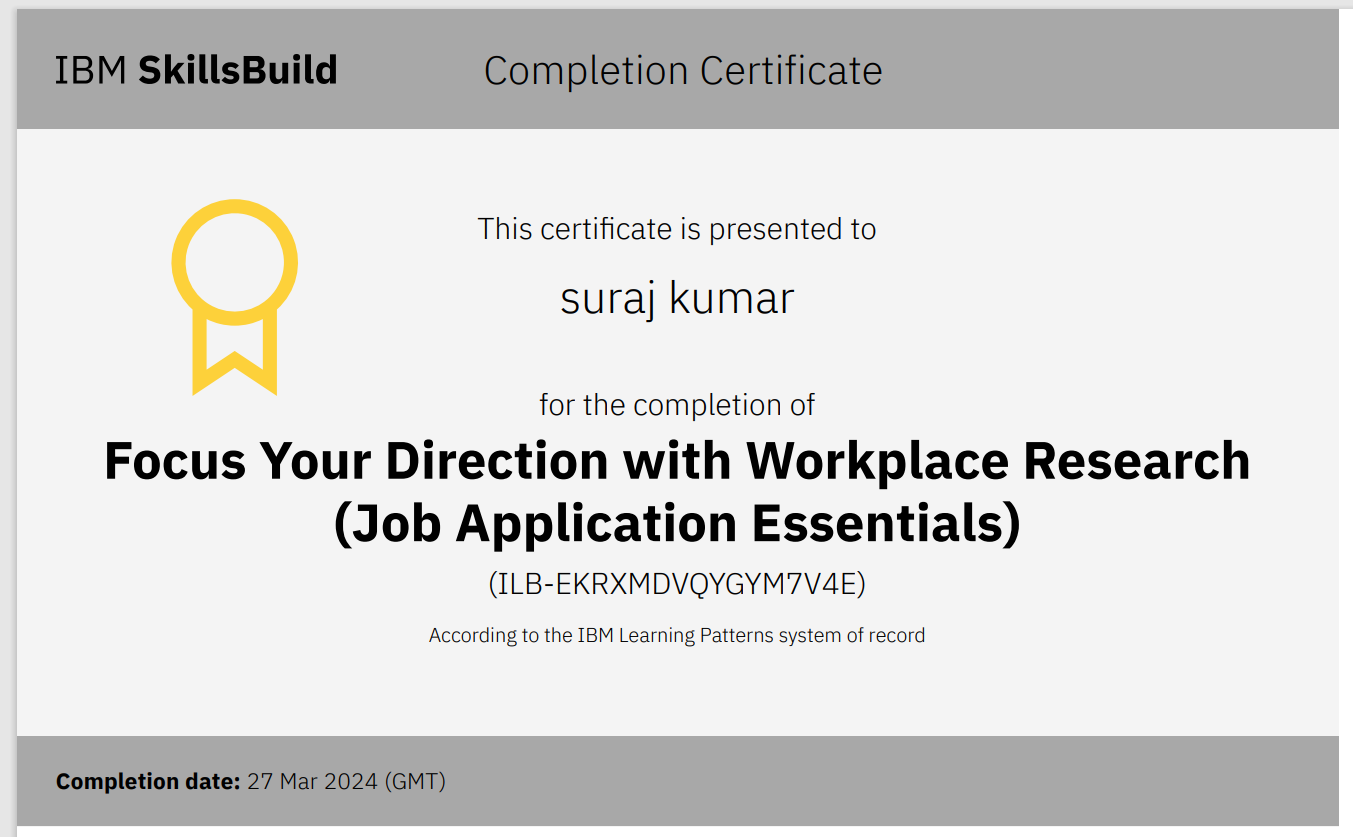 IBM SkillsBuild
Completion Certificate
This certificate is presented to
suraj kumar
for the completion of
Focus Your Direction with Workplace Research
(Job Application Essentials)
(ILB-EKRXMDVQYGYM7V4E)
According to the IBM Learning Patterns system of record
Completion date: 27 Mar 2024 (GMT)